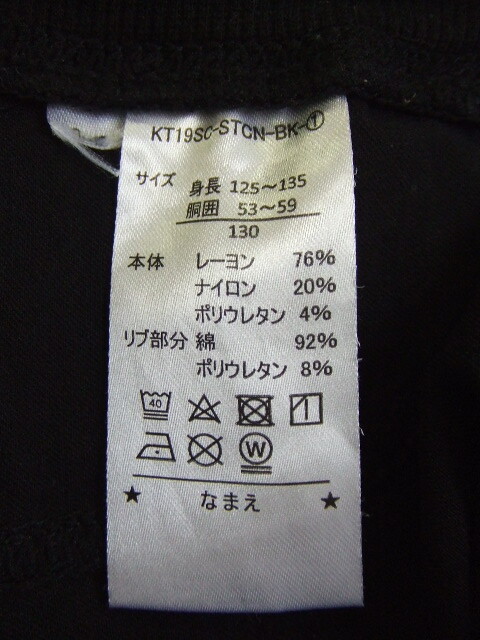 KT19SC-STCN-BK-①
サイズ 身長 125～135
胴囲 53～59
130
本体 レーヨン 76%
ナイロン 20%
ポリウレタン 4%
リブ部分 綿 92%
ポリウレタン 8%
40
W
★ なまえ ★